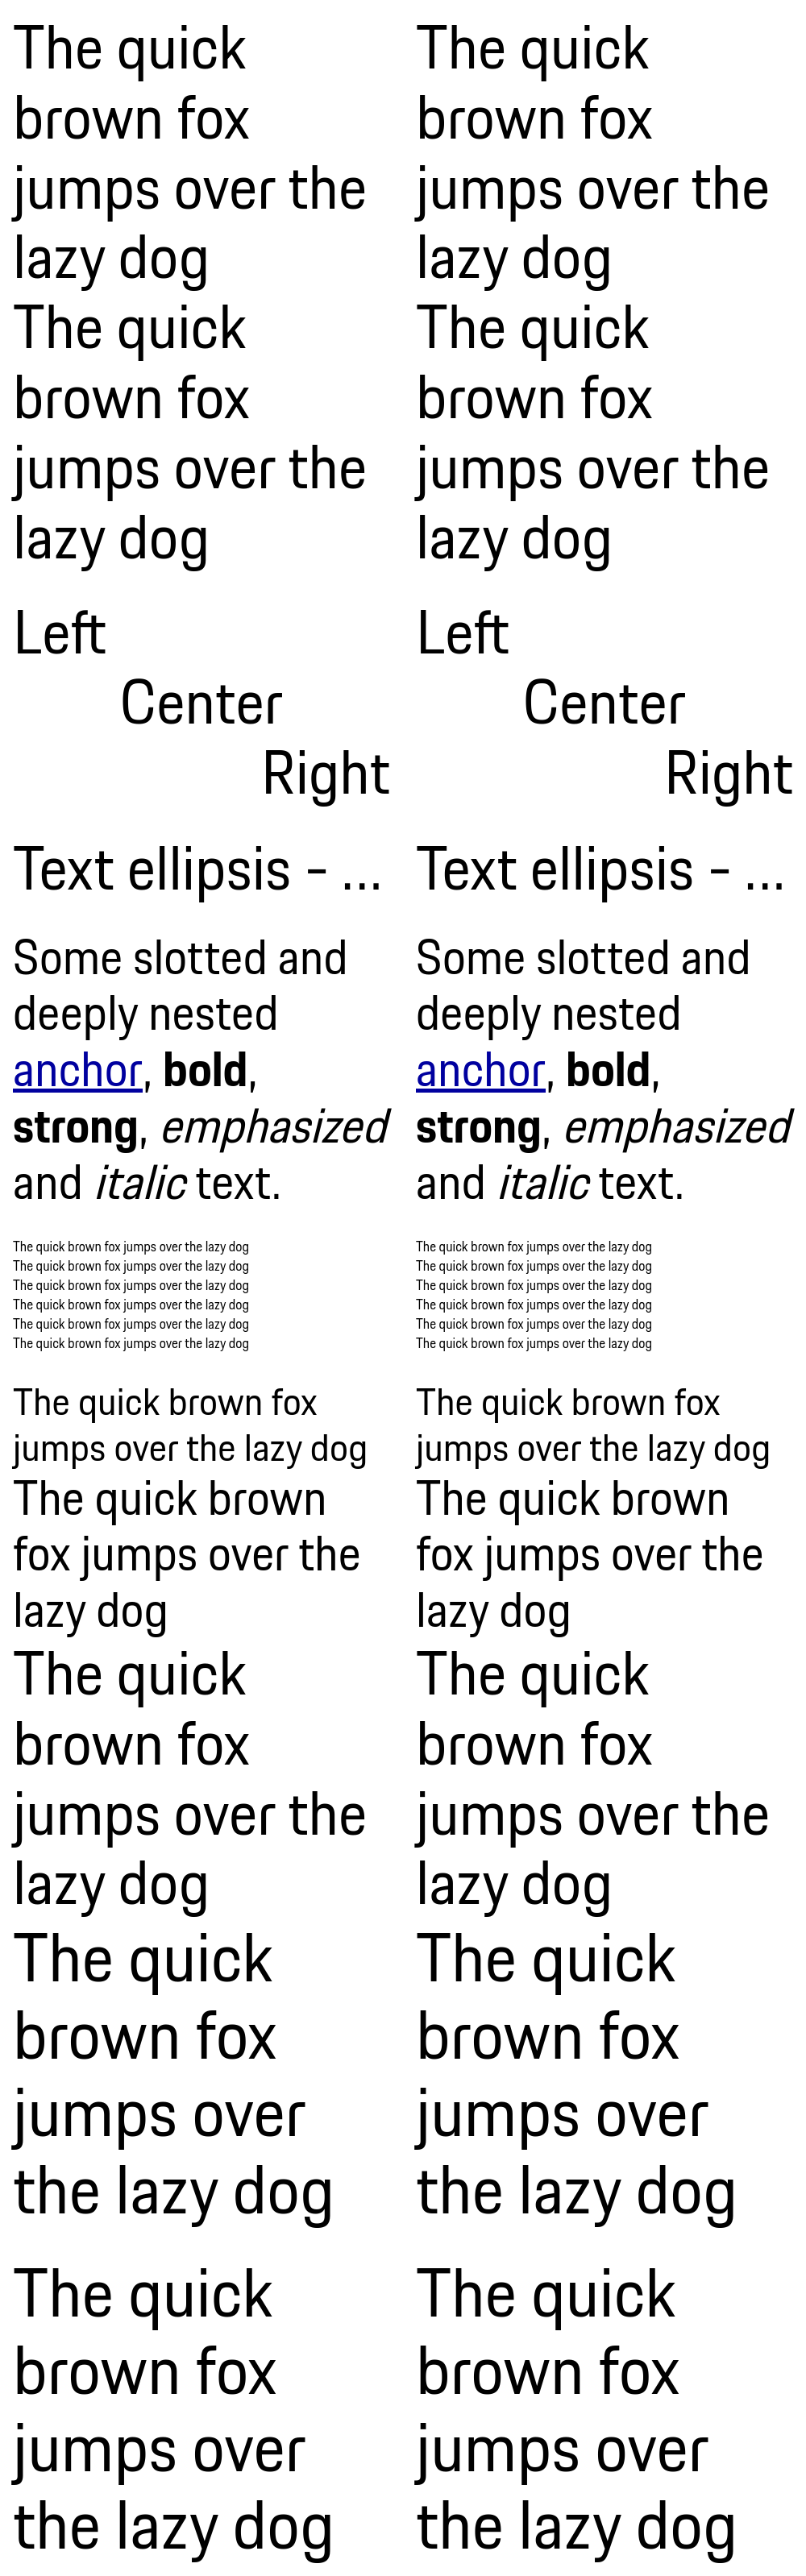 The quick
brown fox
jumps over the
lazy dog
The quick
brown fox
jumps over the
lazy dog
Left
Center
Right
Text ellipsis - ...
Some slotted and
deeply nested
anchor, bold,
strong, emphasized
and italic text.
The quick brown fox jumps over the lazy dog
The quick brown fox jumps over the lazy dog
The quick brown fox jumps over the lazy dog
The quick brown fox jumps over the lazy dog
The quick brown fox jumps over the lazy dog
The quick brown fox jumps over the lazy dog
The quick brown fox
jumps over the lazy dog
The quick brown
fox jumps over the
lazy dog
The quick
brown fox
jumps over the
lazy dog
The quick
brown fox
jumps over
the lazy dog
The quick
brown fox
jumps over
the lazy dog
The quick
brown fox
jumps over the
lazy dog
The quick
brown fox
jumps over the
lazy dog
Left
Center
Right
Text ellipsis - ...
Some slotted and
deeply nested
anchor, bold,
strong, emphasized
and italic text.
The quick brown fox jumps over the lazy dog
The quick brown fox jumps over the lazy dog
The quick brown fox jumps over the lazy dog
The quick brown fox jumps over the lazy dog
The quick brown fox jumps over the lazy dog
The quick brown fox jumps over the lazy dog
The quick brown fox
jumps over the lazy dog
The quick brown
fox jumps over the
lazy dog
The quick
brown fox
jumps over the
lazy dog
The quick
brown fox
jumps over
the lazy dog
The quick
brown fox
jumps over
the lazy dog